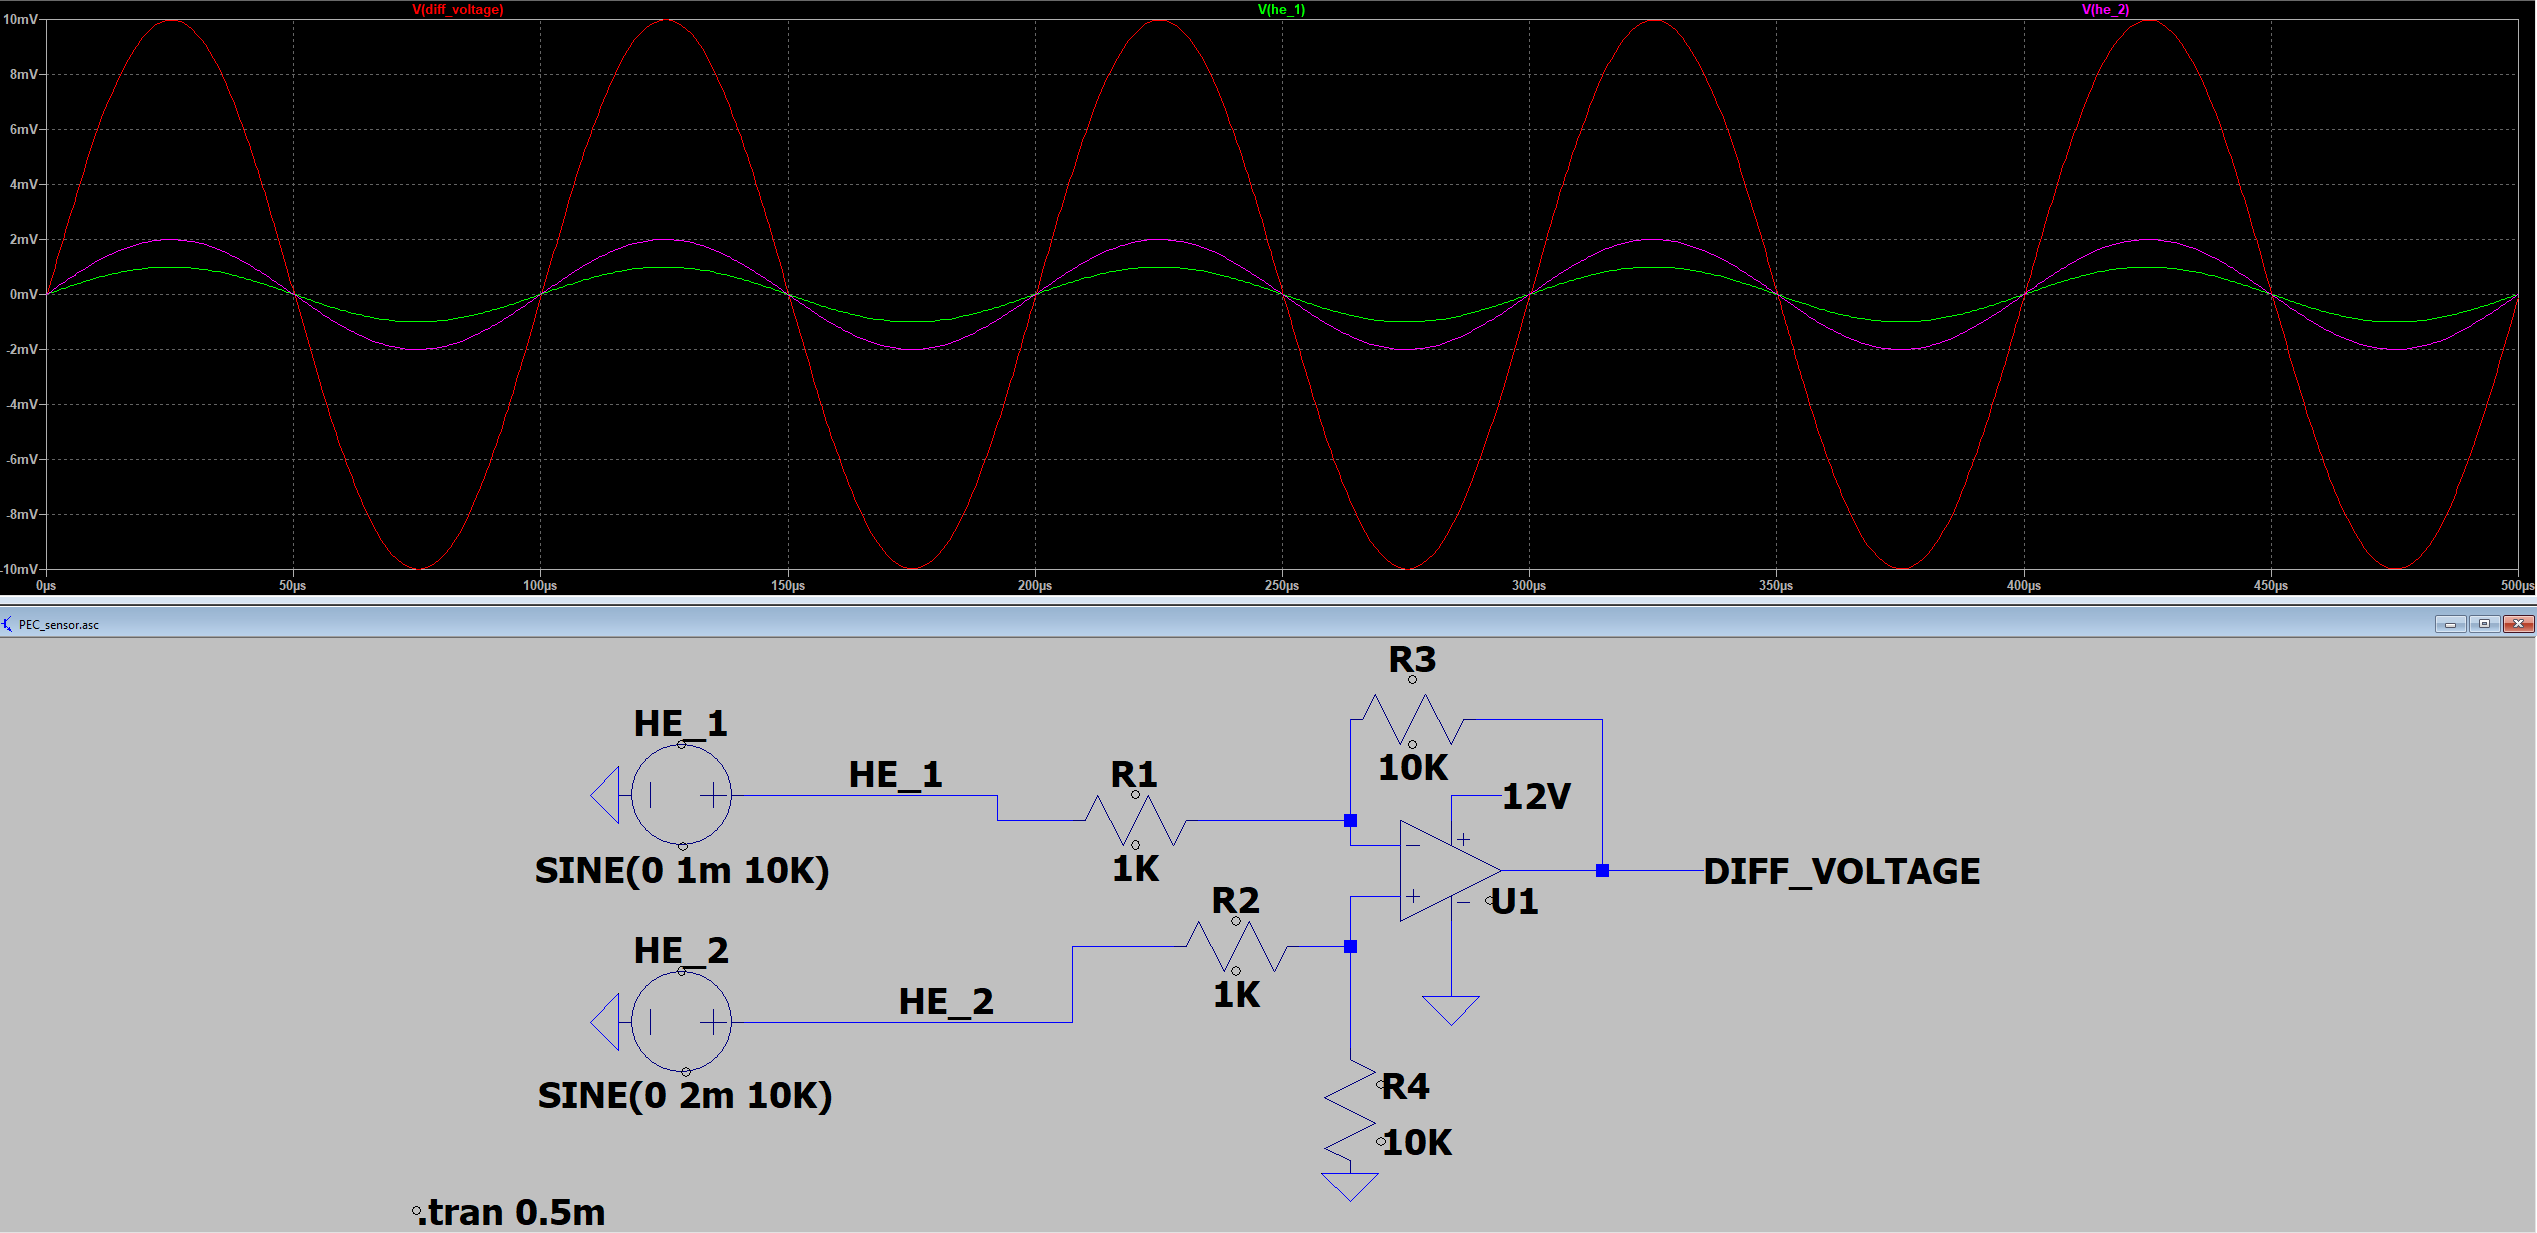 V(diff_voltage) V(he_1) V(he_2)
10mV
8mV
6mV
4mV
2mV
0mV
-2mV
-4mV
-6mV
-8mV
-10mV
0µs 50µs 100µs 150µs 200µs 250µs 300µs 350µs 400µs 450µs 500µs
PEC_sensor.asc
R3
10K
HE_1
HE_1
SINE(0 1m 10K)
R1
1K
12V
U1
DIFF_VOLTAGE
R2
1K
HE_2
HE_2
SINE(0 2m 10K)
R4
10K
.tran 0.5m